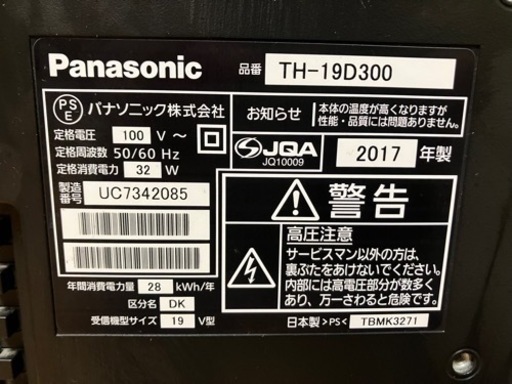 Panasonic
品番 TH-19D300
PS
E
パナソニック株式会社
定格電圧 100 V～
定格周波数 50/60 Hz
定格消費電力 32 W
製造番号 UC7342085
年間消費電力量 28 kWh/年
区分名 DK
受信機型サイズ 19 V型
お知らせ
本体の温度が高くなりますが
性能・品質には問題ありません。
JQA
JQ10009
2017 年製
警告
高圧注意
サービスマン以外の方は、
裏ぶたをあけないでください。
内部には高電圧部分が数多く
あり、万一さわると危険です。
日本製 >PS< TBMK3271